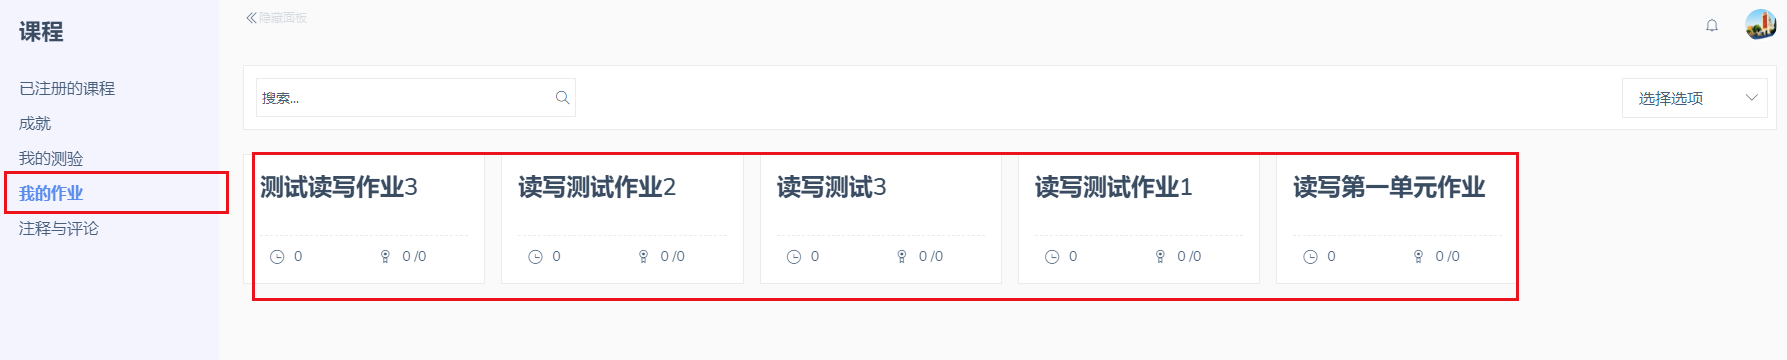 课程
已注册的课程
成就
我的测验
我的作业
注释与评论
隐藏面板
搜索...
选择选项
测试读写作业3
0
0 /0
读写测试作业2
0
0 /0
读写测试3
0
0 /0
读写测试作业1
0
0 /0
读写第一单元作业
0
0 /0